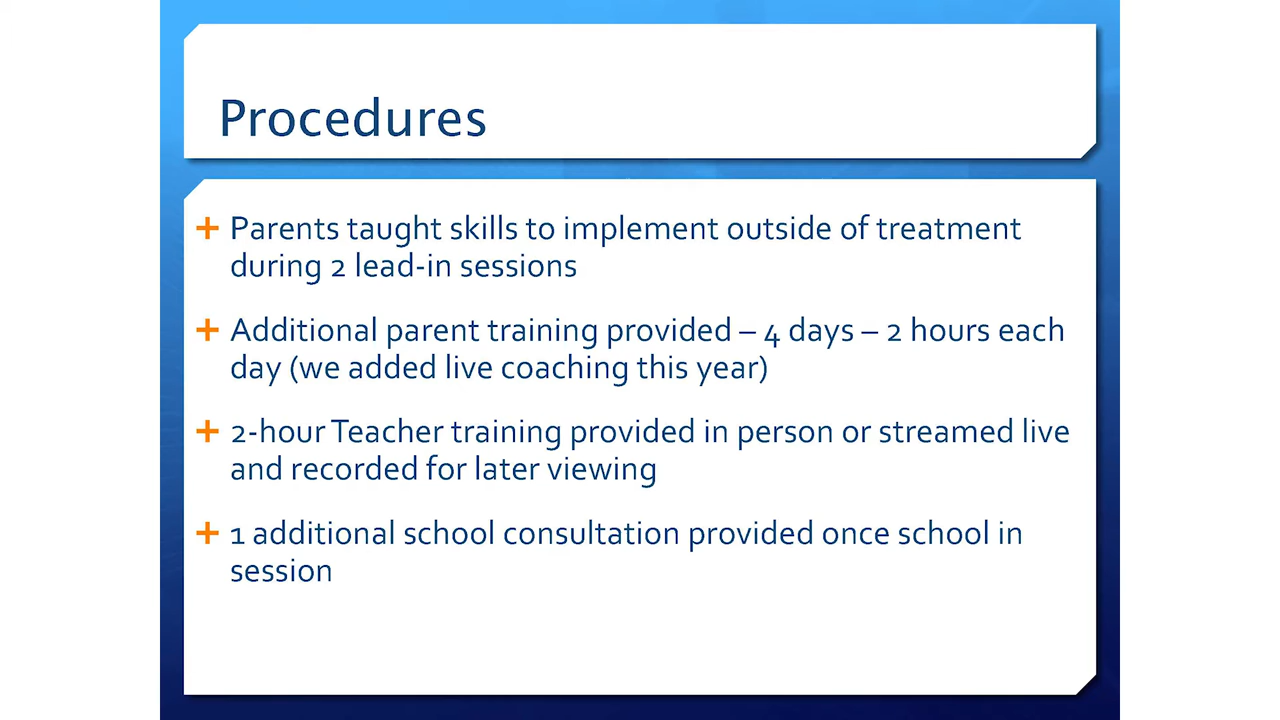 Procedures
Parents taught skills to implement outside of treatment
during 2 lead-in sessions
Additional parent training provided – 4 days – 2 hours each
day (we added live coaching this year)
2-hour Teacher training provided in person or streamed live
and recorded for later viewing
1 additional school consultation provided once school in
session